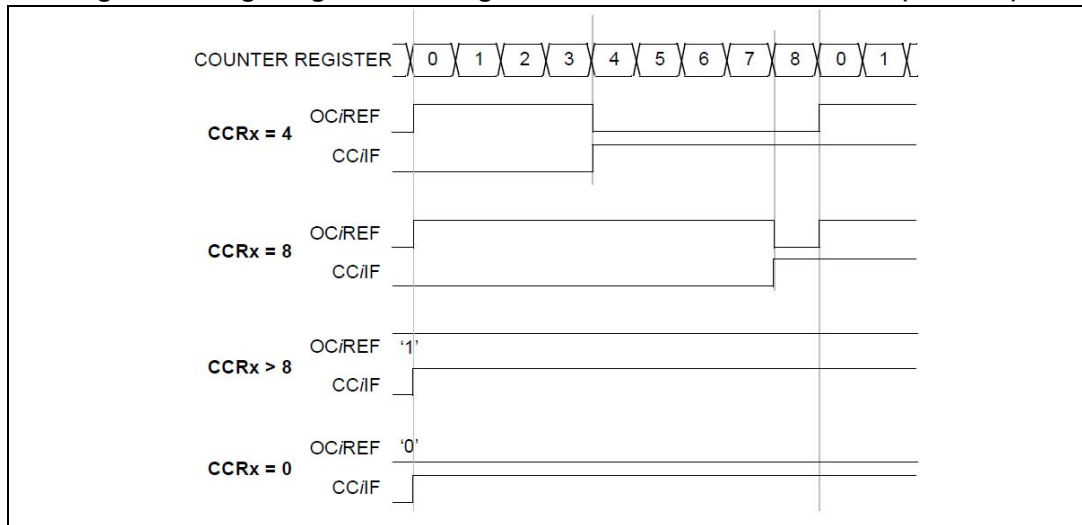 COUNTER REGISTER 0 1 2 3 4 5 6 7 8 0 1
OCiREF
CCRx = 4
CCiIF
OCiREF
CCRx = 8
CCiIF
OCiREF '1'
CCRx > 8
CCiIF
OCiREF '0'
CCRx = 0
CCiIF